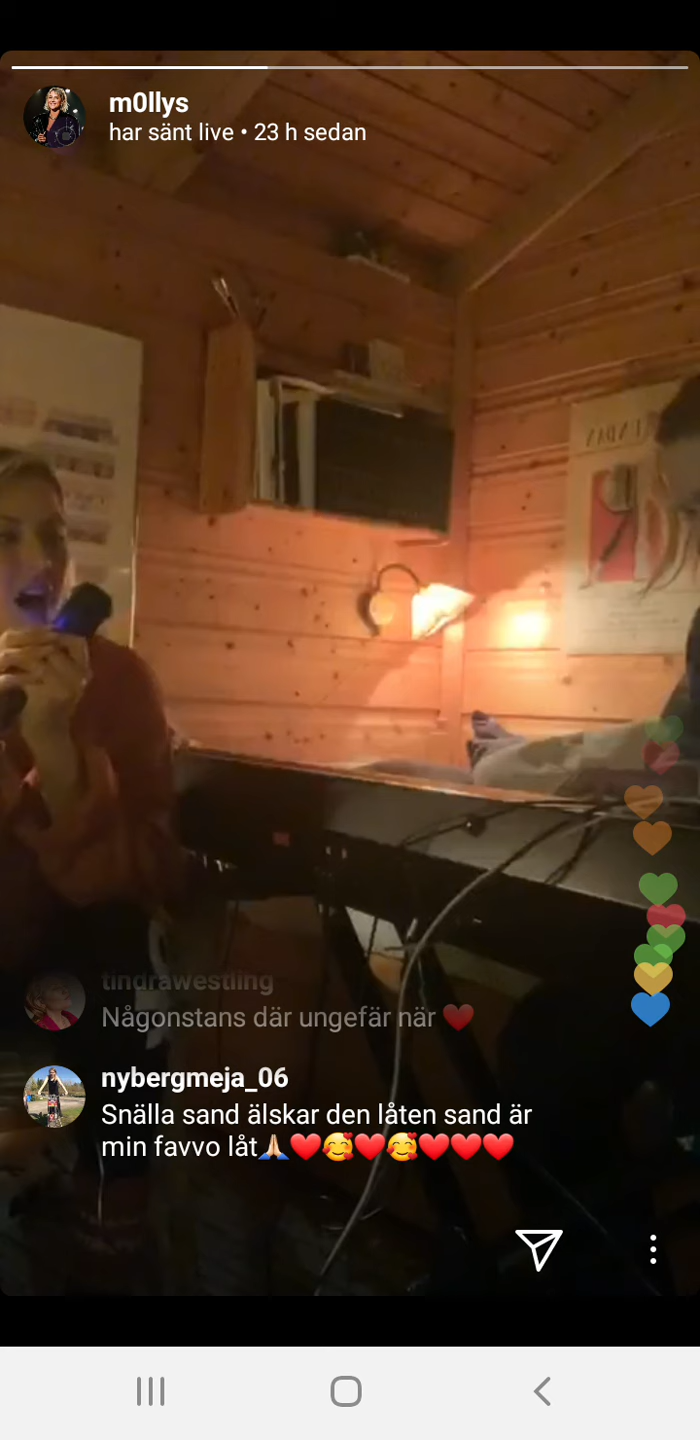 m0llys
har sänt live • 23 h sedan
tindrawestling
Någonstans där ungefär när ❤️
nybergmeja_06
Snälla sand älskar den låten sand är
min favvo låt🙏🏻❤️🥰❤️🥰❤️❤️❤️